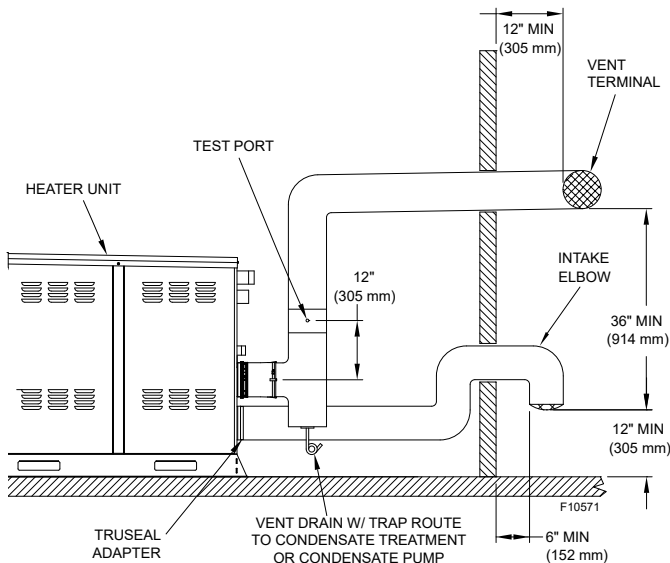 12" MIN
(305 mm)
VENT
TERMINAL
TEST PORT
HEATER UNIT
12"
(305 mm)
INTAKE
ELBOW
36" MIN
(914 mm)
12" MIN
(305 mm)
F10571
TRUSEAL
ADAPTER
VENT DRAIN W/ TRAP ROUTE
TO CONDENSATE TREATMENT
OR CONDENSATE PUMP
6" MIN
(152 mm)